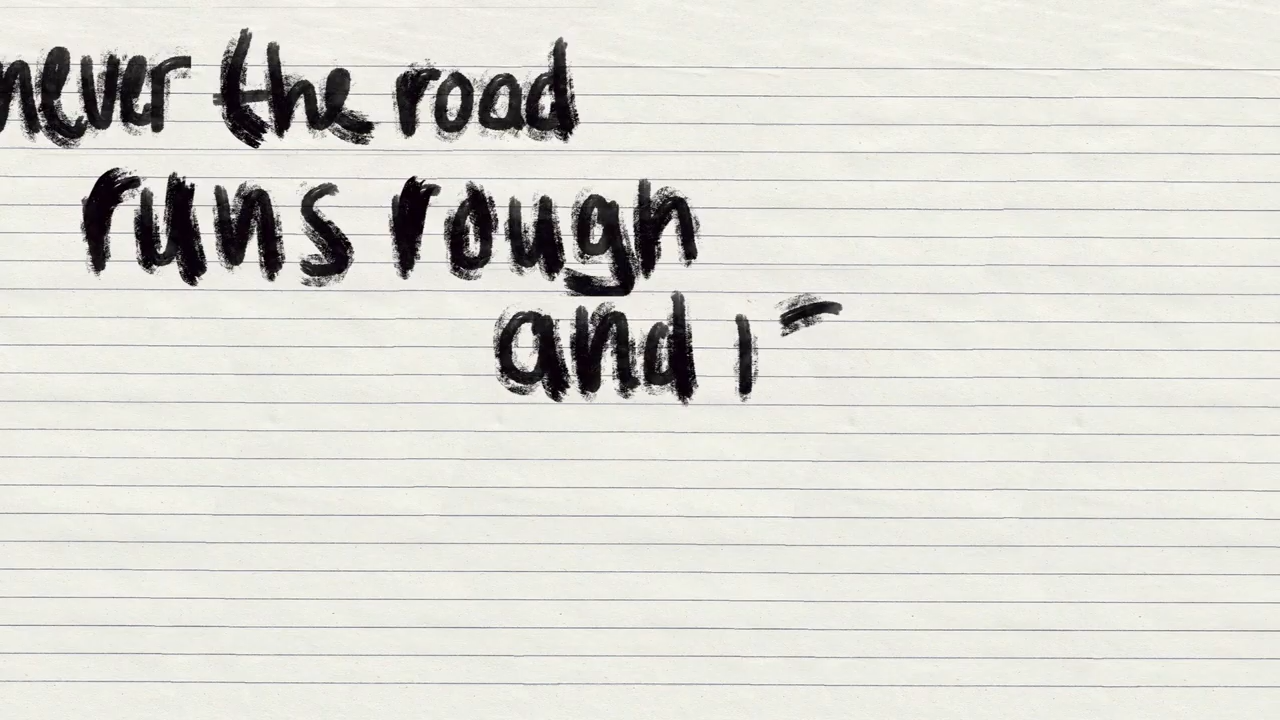 never the road
runs rough
and i